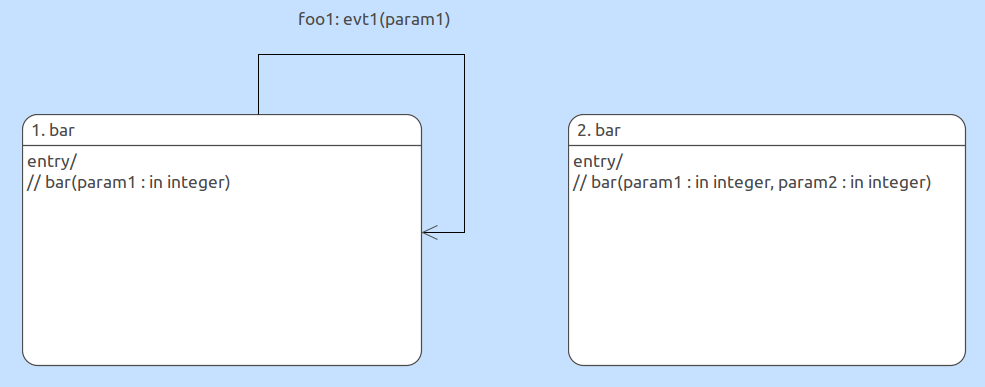 foo1: evt1(param1)
1. bar
entry/
// bar(param1 : in integer)
2. bar
entry/
// bar(param1 : in integer, param2 : in integer)